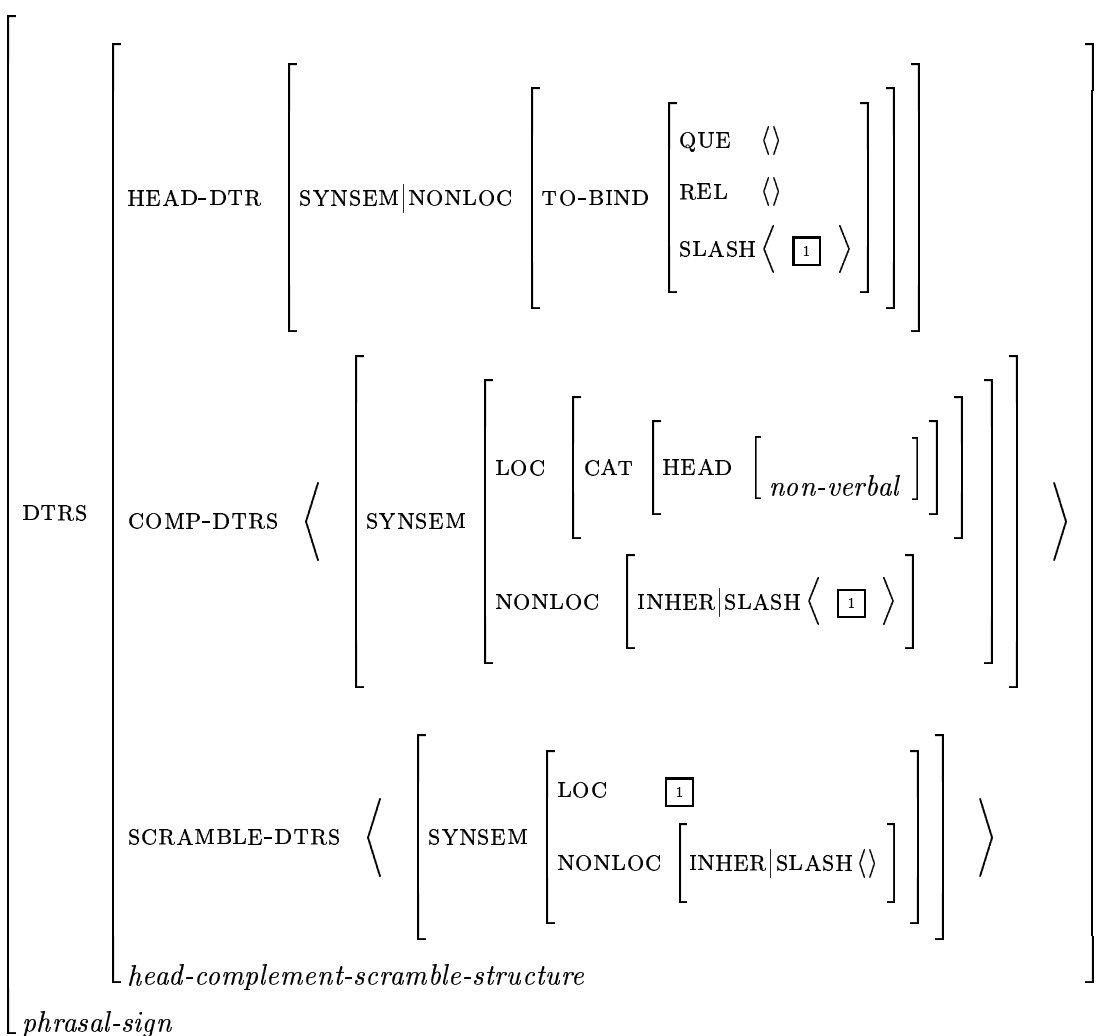 QUE ⟨⟩
HEAD-DTR SYNSEM|NONLOC TO-BIND REL ⟨⟩
SLASH ⟨ 1 ⟩
LOC CAT HEAD non-verbal
DTRS COMP-DTRS ⟨ SYNSEM ⟩
NONLOC INHER|SLASH ⟨ 1 ⟩
LOC 1
SCRAMBLE-DTRS ⟨ SYNSEM ⟩
NONLOC INHER|SLASH ⟨⟩
head-complement-scramble-structure
phrasal-sign